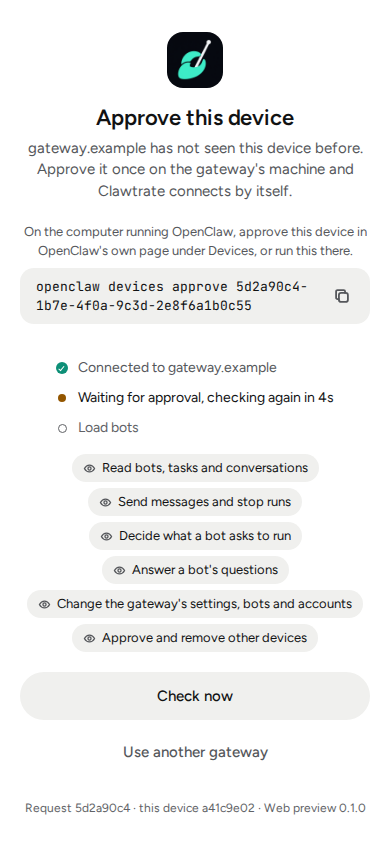 Approve this device
gateway.example has not seen this device before.
Approve it once on the gateway's machine and
Clawtrate connects by itself.
On the computer running OpenClaw, approve this device in
OpenClaw's own page under Devices, or run this there.
openclaw devices approve 5d2a90c4-
1b7e-4f0a-9c3d-2e8f6a1b0c55
Connected to gateway.example
Waiting for approval, checking again in 4s
Load bots
Read bots, tasks and conversations
Send messages and stop runs
Decide what a bot asks to run
Answer a bot's questions
Change the gateway's settings, bots and accounts
Approve and remove other devices
Check now
Use another gateway
Request 5d2a90c4 · this device a41c9e02 · Web preview 0.1.0